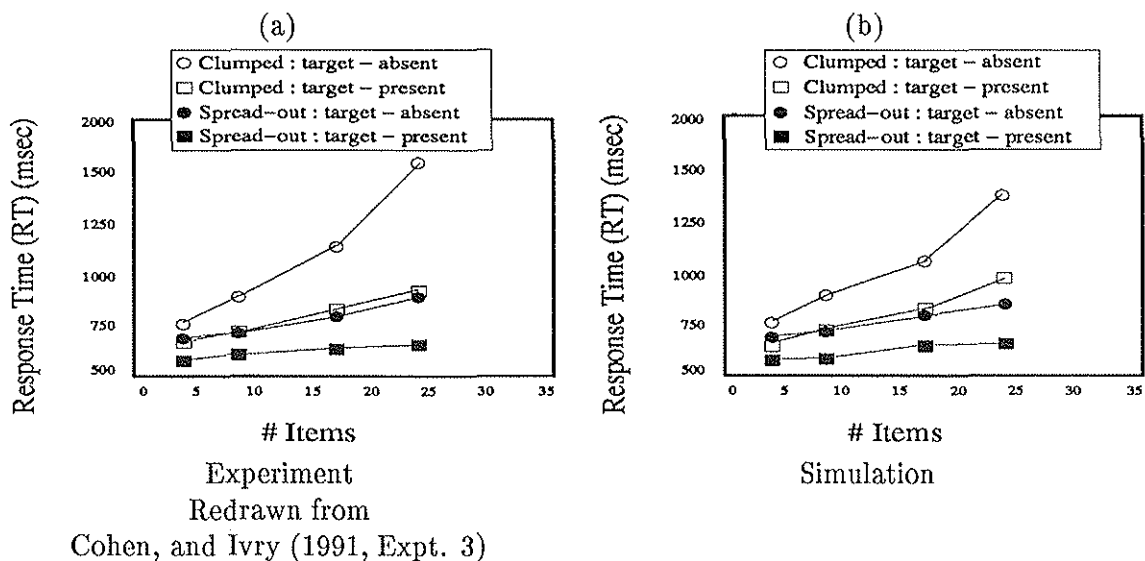 (a)
Clumped : target – absent
Clumped : target – present
Spread–out : target – absent
Spread–out : target – present
Response Time (RT) (msec)
2000
1500
1250
1000
750
500
0 5 10 15 20 25 30 35
# Items
Experiment
Redrawn from
Cohen, and Ivry (1991, Expt. 3)
(b)
Clumped : target – absent
Clumped : target – present
Spread–out : target – absent
Spread–out : target – present
Response Time (RT) (msec)
2000
1500
1250
1000
750
500
0 5 10 15 20 25 30 35
# Items
Simulation